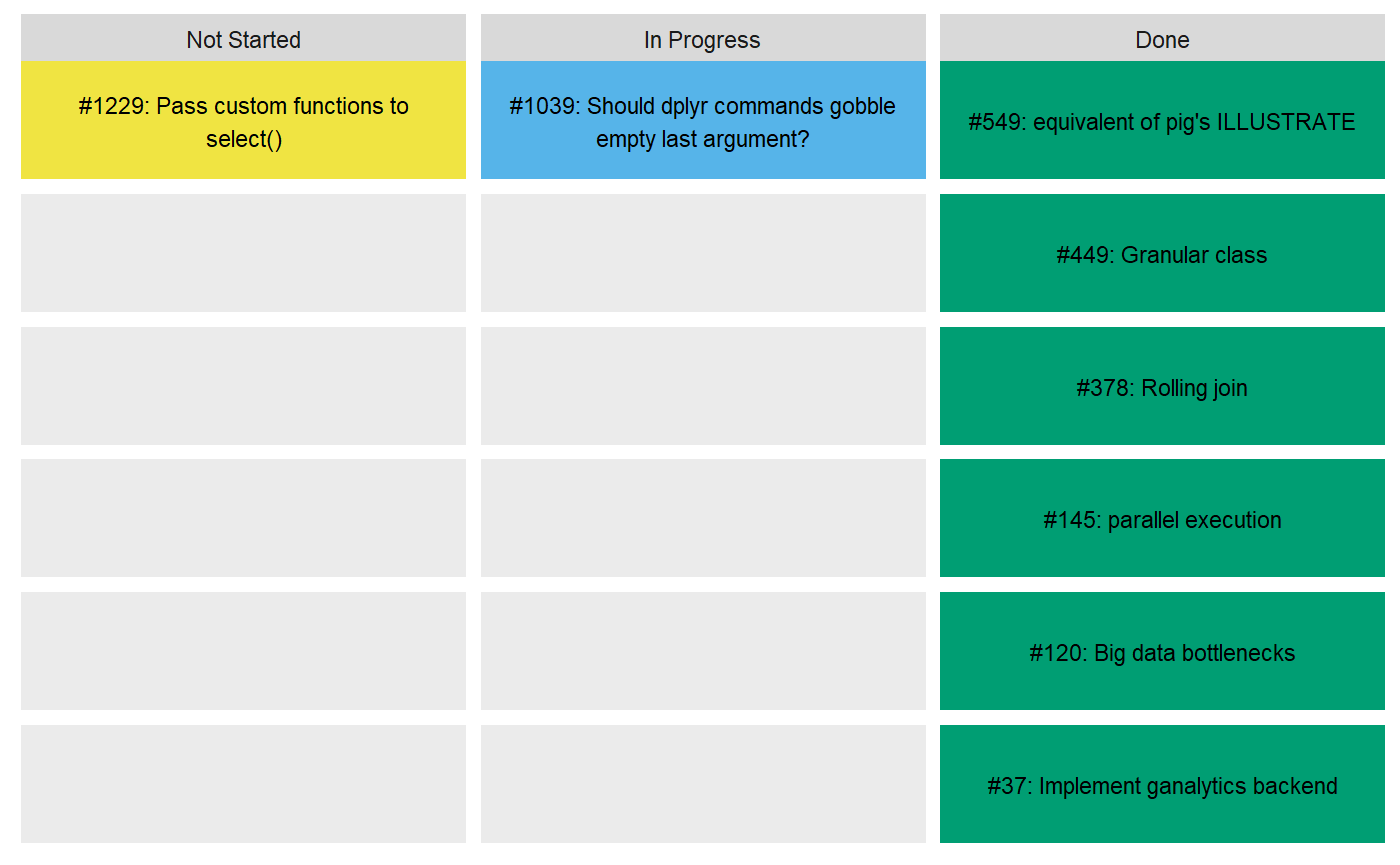 Not Started
In Progress
Done
#1229: Pass custom functions to
select()
#1039: Should dplyr commands gobble
empty last argument?
#549: equivalent of pig's ILLUSTRATE
#449: Granular class
#378: Rolling join
#145: parallel execution
#120: Big data bottlenecks
#37: Implement ganalytics backend